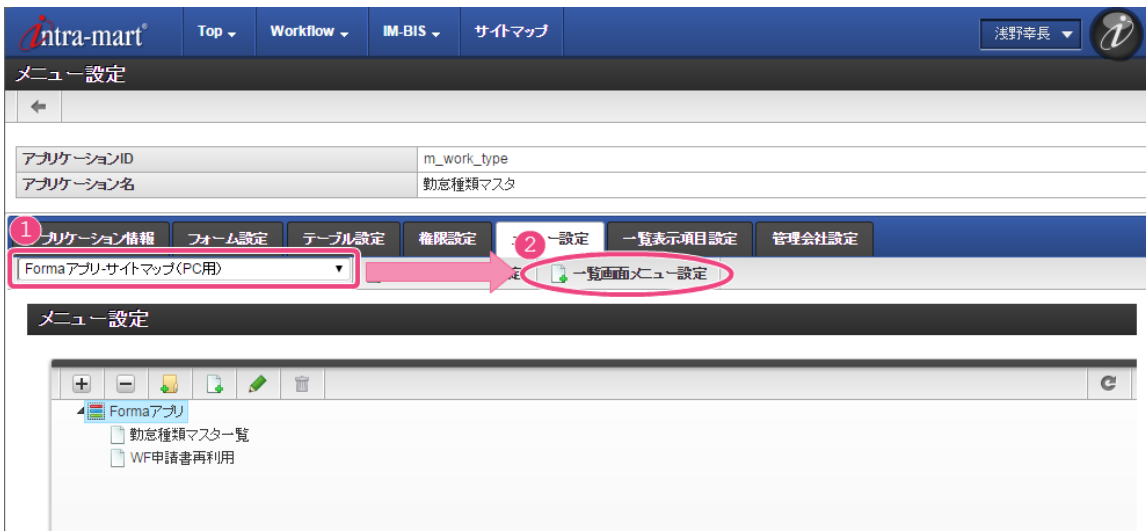 intra-mart® Top Workflow IM-BIS サイトマップ 浅野幸長
メニュー設定
アプリケーションID m_work_type
アプリケーション名 勤怠種類マスタ
1 プリケーション情報 フォーム設定 テーブル設定 権限設定 2 ー設定 一覧表示項目設定 管理会社設定
Formaアプリ-サイトマップ(PC用) 定 一覧画面メニュー設定
メニュー設定
Formaアプリ
勤怠種類マスター覧
WF申請書再利用